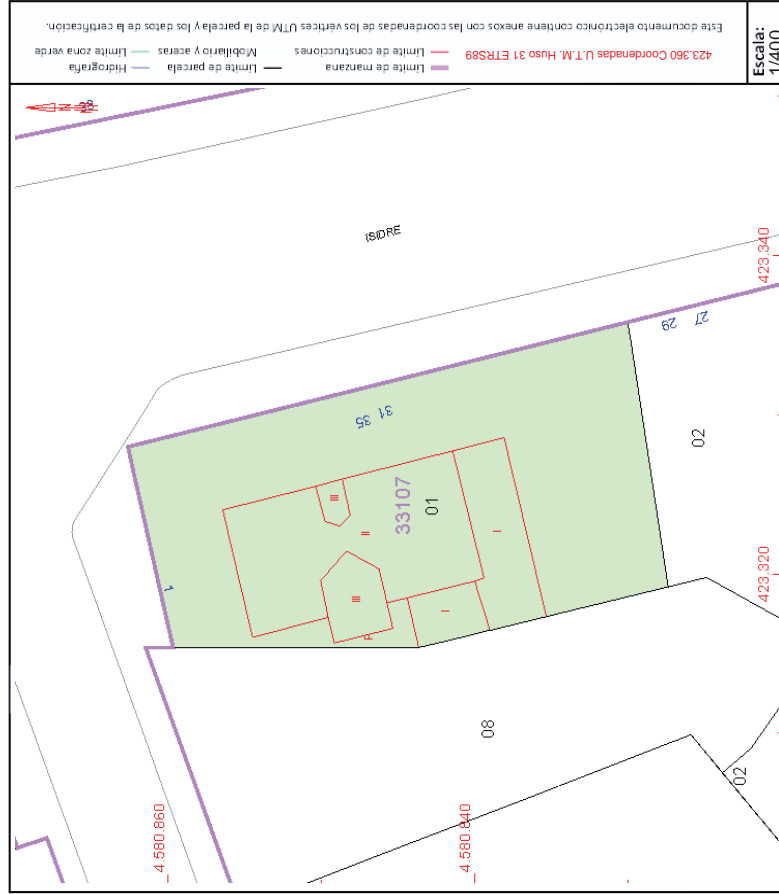 Este documento electrónico contiene anexos con las coordenadas de los vértices UTM de la parcela y los datos de la certificación.
423.360 Coordenadas U.T.M. Huso 31 ETRS89
Límite de manzana
Límite de construcciones
Límite de parcela
Mobiliario y aceras
Hidrografía
Límite zona verde
Escala:
1/400
ISIDRE
423.340
27
29
31 35
02
33107
01
III
II
III
I
I
P
1
423.320
08
02
4.580.860
4.580.840